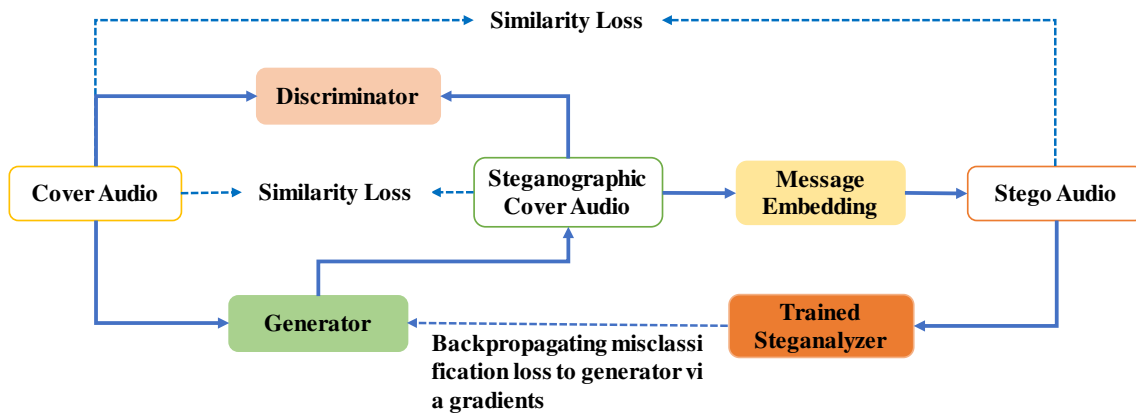 Similarity Loss
Discriminator
Cover Audio
Similarity Loss
Steganographic
Cover Audio
Message
Embedding
Stego Audio
Generator
Trained
Steganalyzer
Backpropagating misclassi
fication loss to generator vi
a gradients